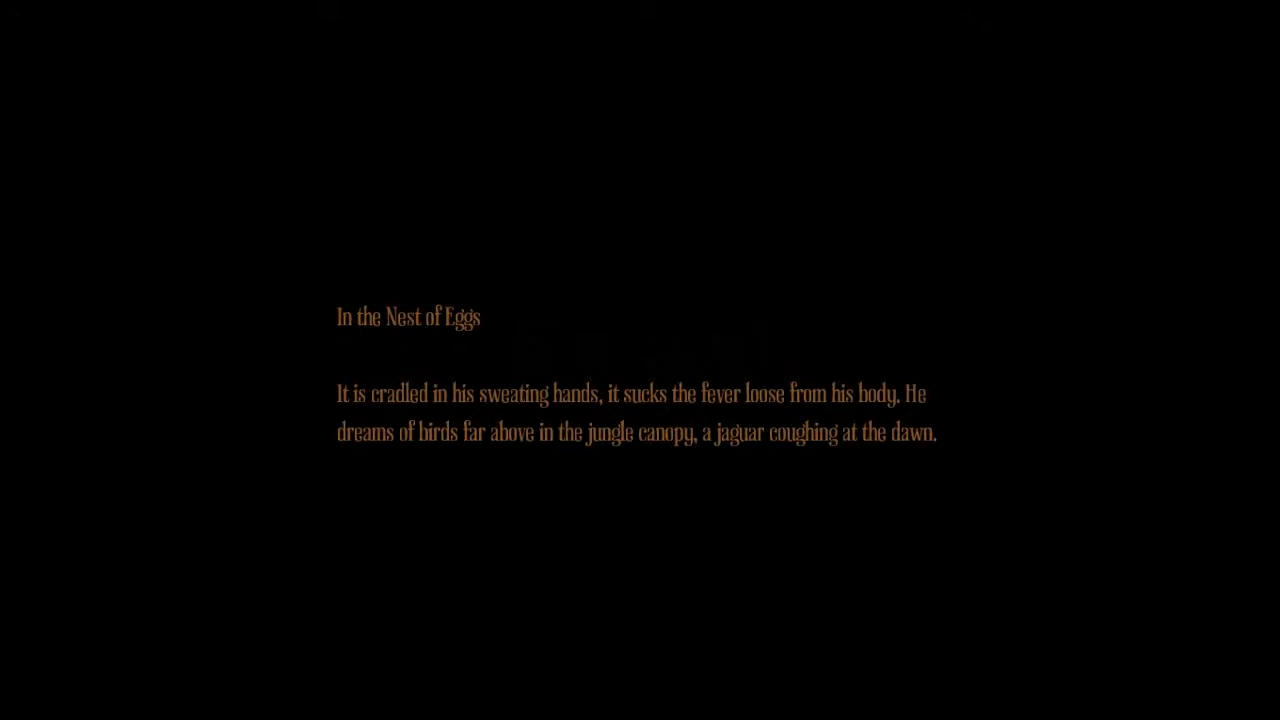 In the Nest of Eggs
It is cradled in his sweating hands, it sucks the fever loose from his body. He
dreams of birds far above in the jungle canopy, a jaguar coughing at the dawn.